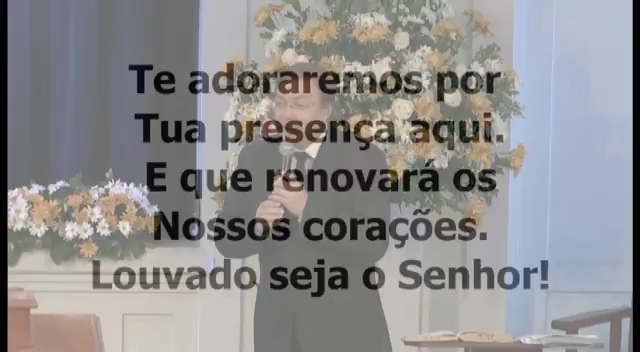 Te adoraremos por
Tua presença aqui.
E que renovará os
Nossos corações.
Louvado seja o Senhor!